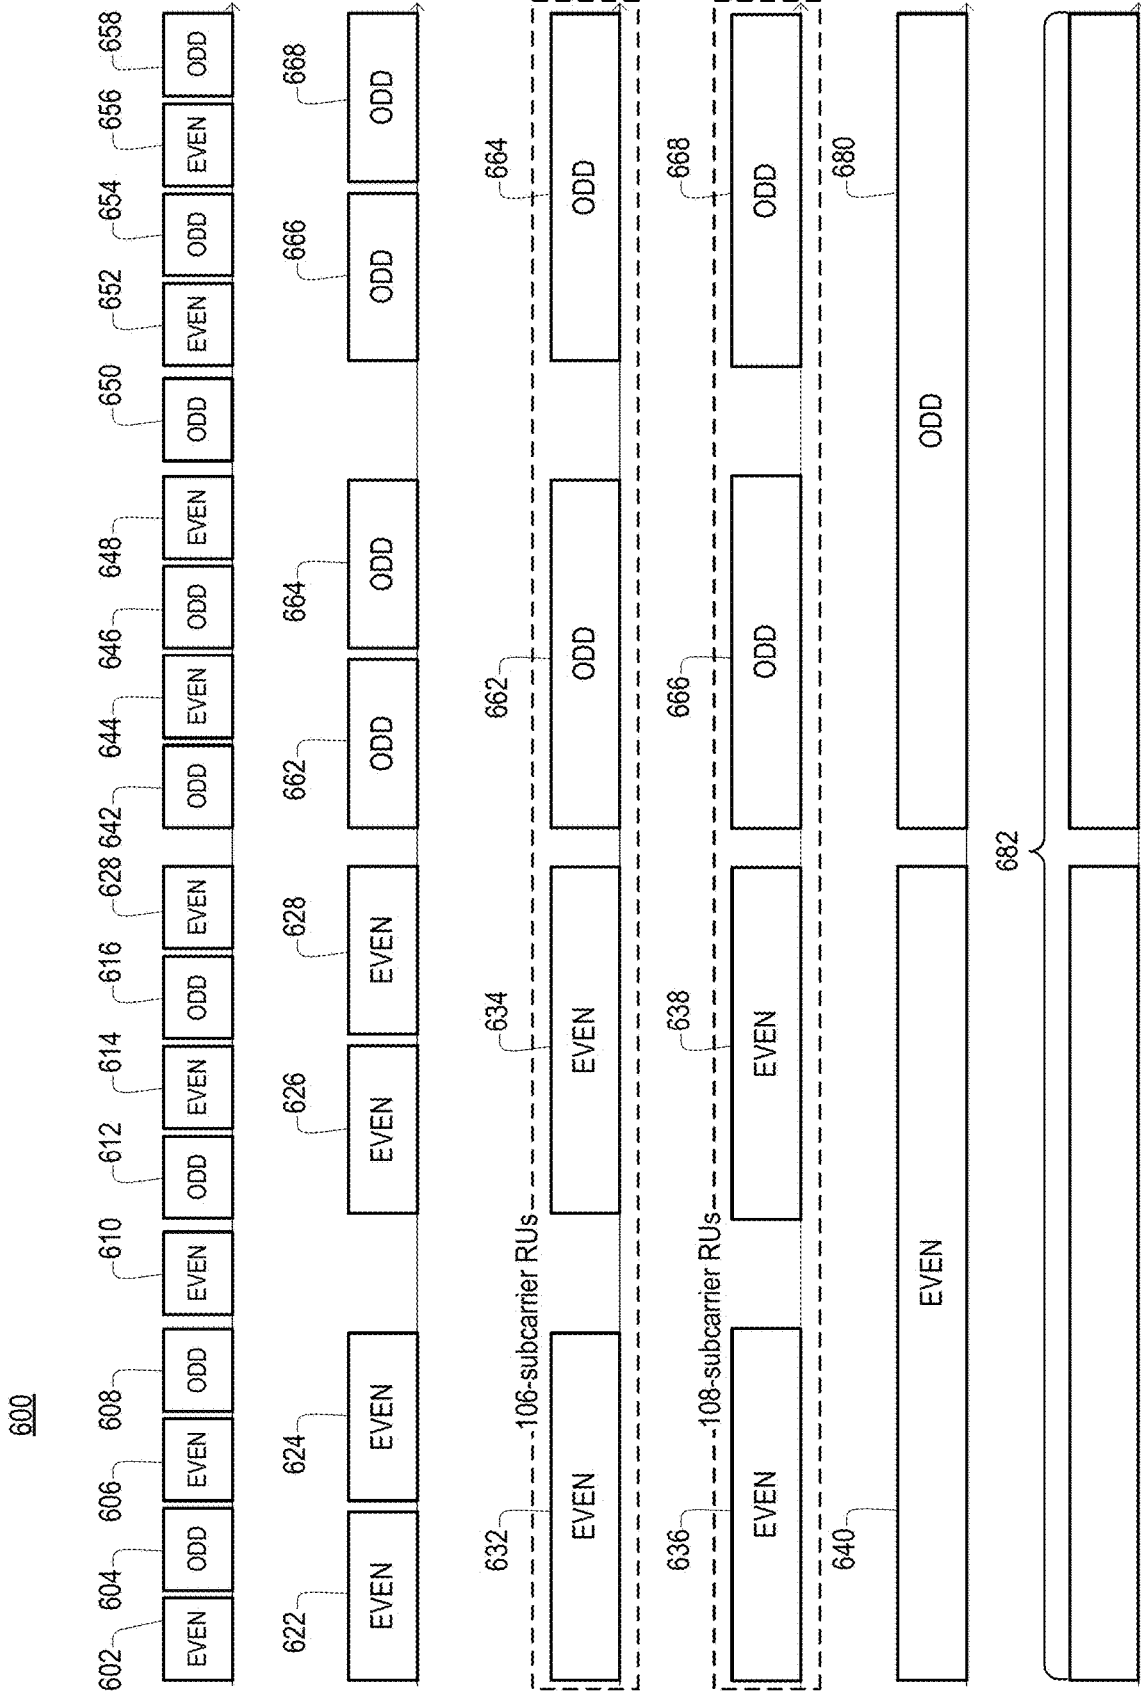 600
602 604 606 608 610 612 614 616 628 642 644 646 648 650 652 654 656 658
EVEN ODD EVEN ODD EVEN ODD EVEN ODD EVEN ODD EVEN ODD EVEN ODD EVEN ODD EVEN ODD
622 624 626 628 662 664 666 668
EVEN EVEN EVEN EVEN ODD ODD ODD ODD
632 106-subcarrier RUs 634 662 664
EVEN EVEN ODD ODD
636 108-subcarrier RUs 638 666 668
EVEN EVEN ODD ODD
640 680
EVEN ODD
682